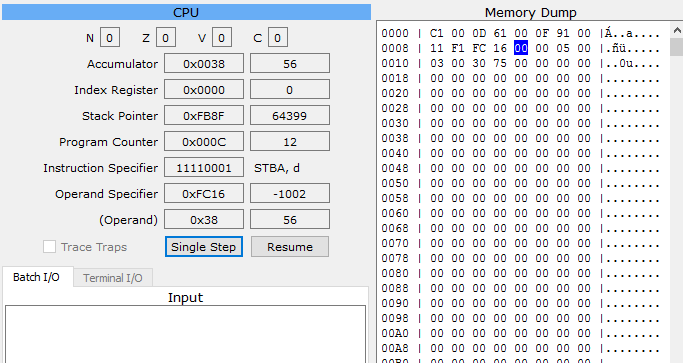 CPU
N 0 Z 0 V 0 C 0
Accumulator 0x0038 56
Index Register 0x0000 0
Stack Pointer 0xFB8F 64399
Program Counter 0x000C 12
Instruction Specifier 11110001 STBA, d
Operand Specifier 0xFC16 -1002
(Operand) 0x38 56
Trace Traps Single Step Resume
Batch I/O Terminal I/O
Input
Memory Dump
0000 | C1 00 0D 61 00 0F 91 00 |Á..a....
0008 | 11 F1 FC 16 00 00 05 00 |.ñü.....
0010 | 03 00 30 75 00 00 00 00 |..0u....
0018 | 00 00 00 00 00 00 00 00 |........
0020 | 00 00 00 00 00 00 00 00 |........
0028 | 00 00 00 00 00 00 00 00 |........
0030 | 00 00 00 00 00 00 00 00 |........
0038 | 00 00 00 00 00 00 00 00 |........
0040 | 00 00 00 00 00 00 00 00 |........
0048 | 00 00 00 00 00 00 00 00 |........
0050 | 00 00 00 00 00 00 00 00 |........
0058 | 00 00 00 00 00 00 00 00 |........
0060 | 00 00 00 00 00 00 00 00 |........
0068 | 00 00 00 00 00 00 00 00 |........
0070 | 00 00 00 00 00 00 00 00 |........
0078 | 00 00 00 00 00 00 00 00 |........
0080 | 00 00 00 00 00 00 00 00 |........
0088 | 00 00 00 00 00 00 00 00 |........
0090 | 00 00 00 00 00 00 00 00 |........
0098 | 00 00 00 00 00 00 00 00 |........
00A0 | 00 00 00 00 00 00 00 00 |........
00A8 | 00 00 00 00 00 00 00 00 |........